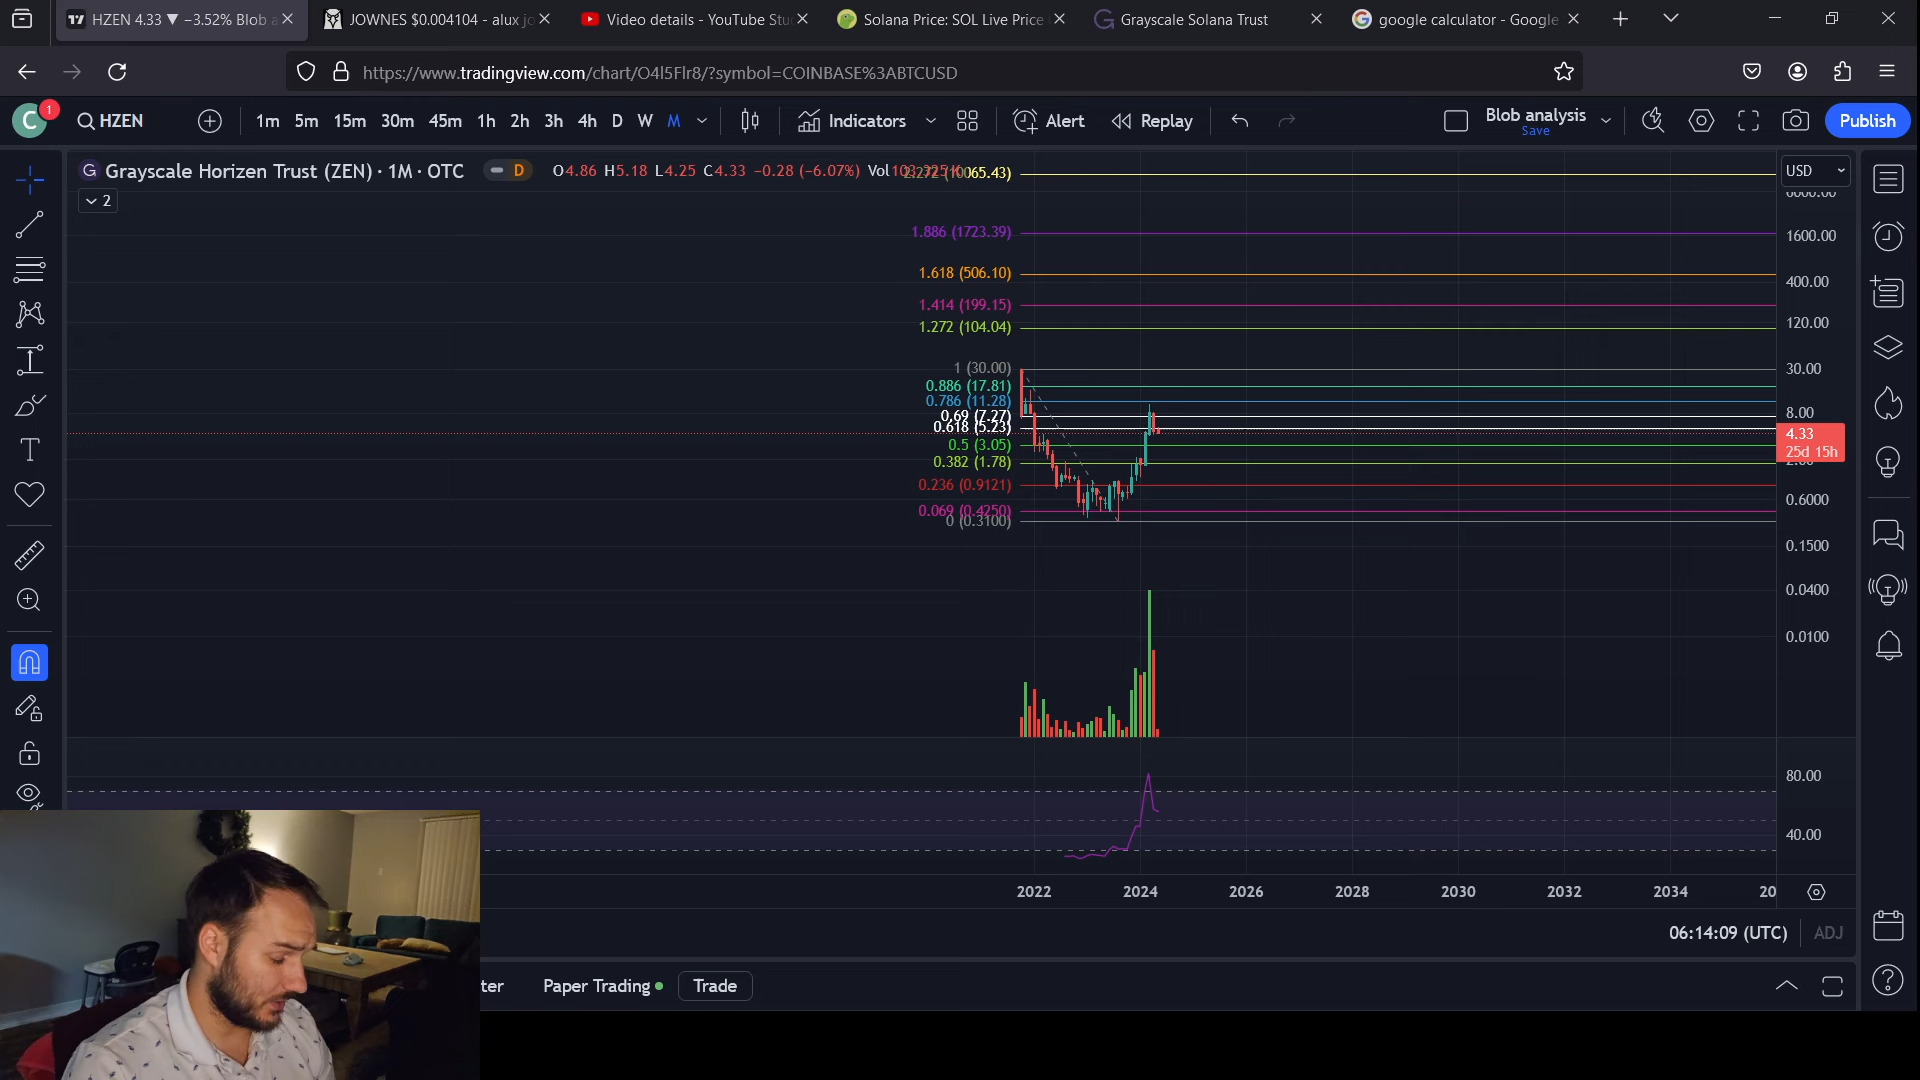 HZEN 4.33 ▼ −3.52% Blob a
JOWNES $0.004104 - alux jo
Video details - YouTube Stu
Solana Price: SOL Live Price
Grayscale Solana Trust
google calculator - Google
https://www.tradingview.com/chart/O4l5Flr8/?symbol=COINBASE%3ABTCUSD
C
1
HZEN
1m 5m 15m 30m 45m 1h 2h 3h 4h D W M
Indicators
Alert
Replay
Blob analysis
Save
Publish
G Grayscale Horizen Trust (ZEN) · 1M · OTC
D
O4.86 H5.18 L4.25 C4.33 −0.28 (−6.07%) Vol
2
USD
1.886 (1723.39)
1600.00
1.618 (506.10)
400.00
1.414 (199.15)
1.272 (104.04)
120.00
1 (30.00)
30.00
0.886 (17.81)
0.786 (11.28)
0.69 (7.27)
8.00
0.618 (5.23)
4.33
0.5 (3.05)
25d 15h
0.382 (1.78)
0.236 (0.9121)
0.6000
0.069 (0.4250)
0 (0.3100)
0.1500
0.0400
0.0100
80.00
40.00
2022 2024 2026 2028 2030 2032 2034 20
06:14:09 (UTC)
ADJ
ter
Paper Trading
Trade